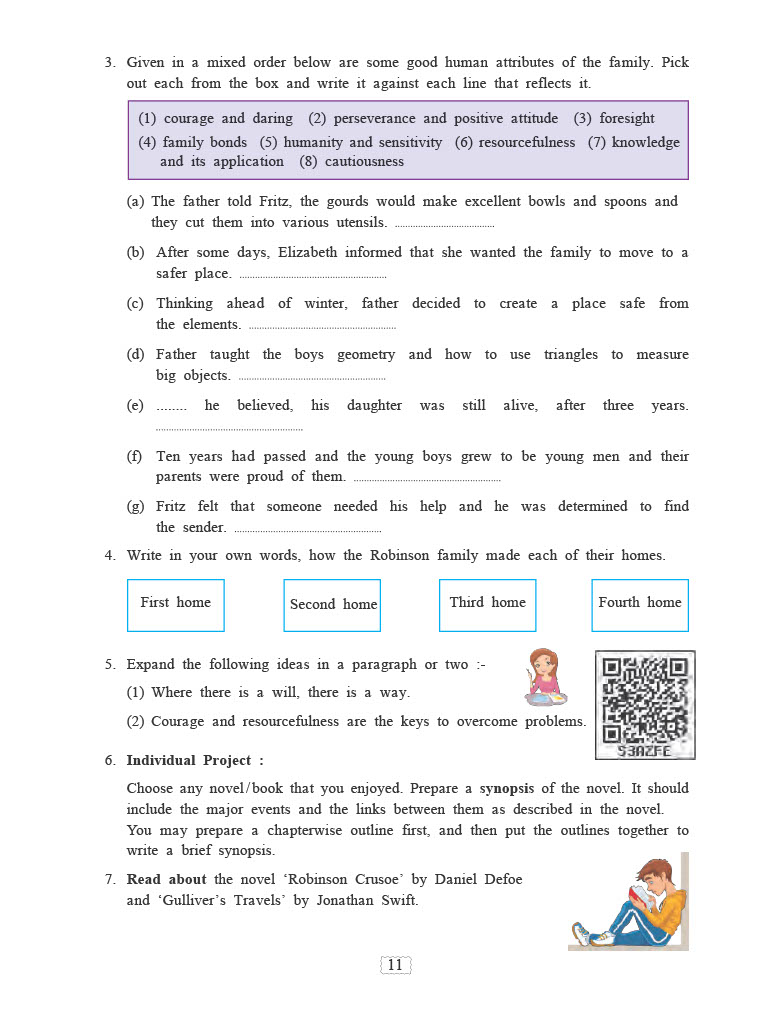 3. Given in a mixed order below are some good human attributes of the family. Pick
out each from the box and write it against each line that reflects it.
(1) courage and daring (2) perseverance and positive attitude (3) foresight
(4) family bonds (5) humanity and sensitivity (6) resourcefulness (7) knowledge
and its application (8) cautiousness
(a) The father told Fritz, the gourds would make excellent bowls and spoons and
they cut them into various utensils. .......................................
(b) After some days, Elizabeth informed that she wanted the family to move to a
safer place. .........................................................
(c) Thinking ahead of winter, father decided to create a place safe from
the elements. .........................................................
(d) Father taught the boys geometry and how to use triangles to measure
big objects. .........................................................
(e) ........ he believed, his daughter was still alive, after three years.
.........................................................
(f) Ten years had passed and the young boys grew to be young men and their
parents were proud of them. .........................................................
(g) Fritz felt that someone needed his help and he was determined to find
the sender. .........................................................
4. Write in your own words, how the Robinson family made each of their homes.
First home Second home Third home Fourth home
5. Expand the following ideas in a paragraph or two :-
(1) Where there is a will, there is a way.
(2) Courage and resourcefulness are the keys to overcome problems.
S3AZFE
6. Individual Project :
Choose any novel/book that you enjoyed. Prepare a synopsis of the novel. It should
include the major events and the links between them as described in the novel.
You may prepare a chapterwise outline first, and then put the outlines together to
write a brief synopsis.
7. Read about the novel ‘Robinson Crusoe’ by Daniel Defoe
and ‘Gulliver’s Travels’ by Jonathan Swift.
11